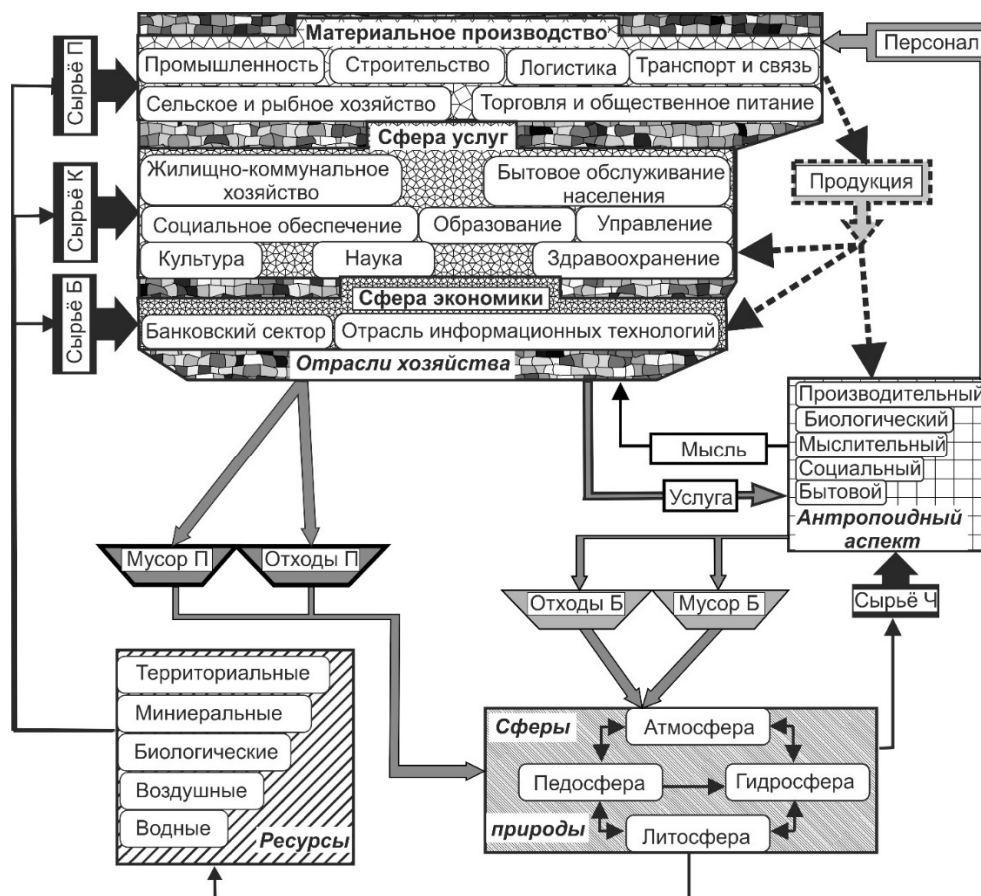 Материальное производство
Персонал
Сырьё П
Промышленность
Строительство
Логистика
Транспорт и связь
Сельское и рыбное хозяйство
Торговля и общественное питание
Сфера услуг
Сырьё К
Жилищно-коммунальное
хозяйство
Бытовое обслуживание
населения
Продукция
Социальное обеспечение
Образование
Управление
Культура
Наука
Здравоохранение
Сфера экономики
Сырьё Б
Банковский сектор
Отрасль информационных технологий
Отрасли хозяйства
Производительный
Биологический
Мыслительный
Социальный
Бытовой
Антропоидный
аспект
Мысль
Услуга
Мусор П
Отходы П
Отходы Б
Мусор Б
Сырьё Ч
Территориальные
Миниеральные
Биологические
Воздушные
Водные
Ресурсы
Сферы
Атмосфера
Педосфера
Гидросфера
природы
Литосфера